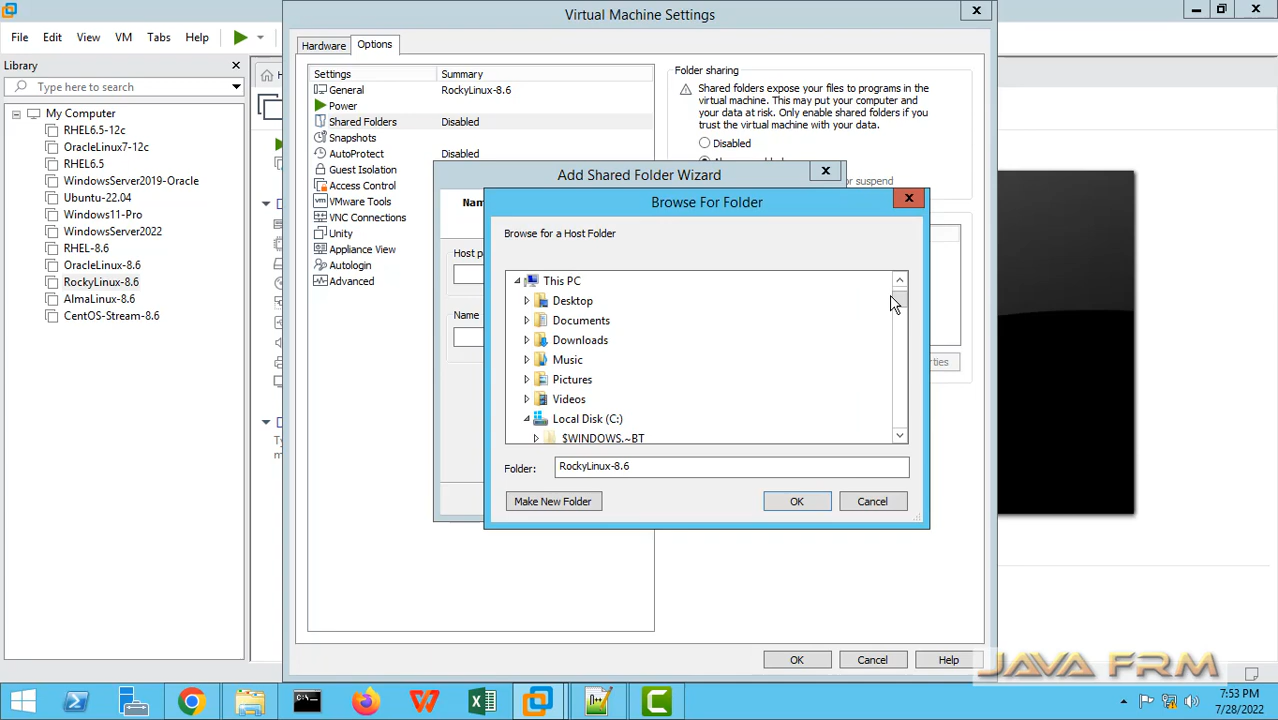 Virtual Machine Settings
File Edit View VM Tabs Help
Hardware Options
Library
Type here to search
My Computer
RHEL6.5-12c
OracleLinux7-12c
RHEL6.5
WindowsServer2019-Oracle
Ubuntu-22.04
Windows11-Pro
WindowsServer2022
RHEL-8.6
OracleLinux-8.6
RockyLinux-8.6
AlmaLinux-8.6
CentOS-Stream-8.6
Settings Summary
General RockyLinux-8.6
Power
Shared Folders Disabled
Snapshots
AutoProtect Disabled
Guest Isolation
Access Control
VMware Tools
VNC Connections
Unity
Appliance View
Autologin
Advanced
Folder sharing
Shared folders expose your files to programs in the
virtual machine. This may put your computer and
your data at risk. Only enable shared folders if you
trust the virtual machine with your data.
Disabled
or suspend
Add Shared Folder Wizard
Host p
Name
Browse For Folder
Browse for a Host Folder
This PC
Desktop
Documents
Downloads
Music
Pictures
Videos
Local Disk (C:)
$WINDOWS.~BT
Folder: RockyLinux-8.6
Make New Folder OK Cancel
rties
OK Cancel Help
JAVA FRM
7:53 PM
7/28/2022